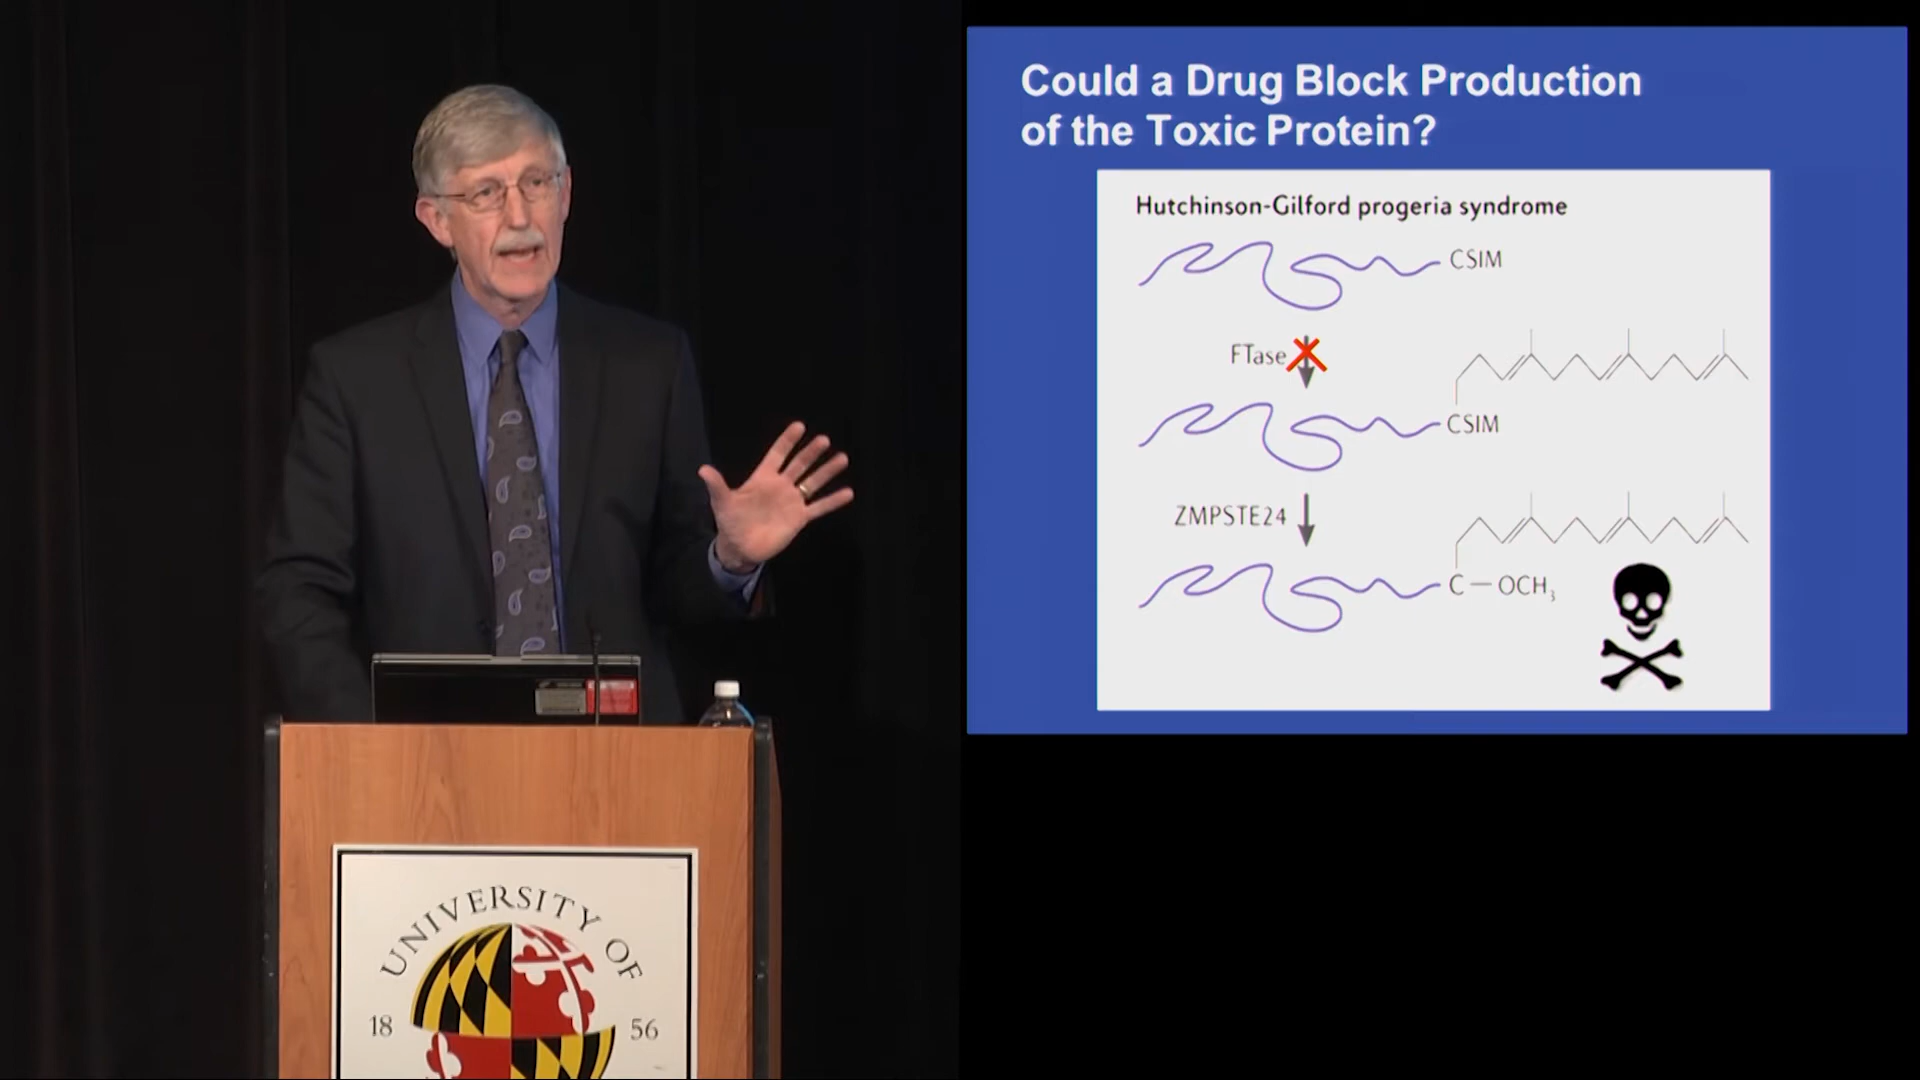 Could a Drug Block Production
of the Toxic Protein?
Hutchinson-Gilford progeria syndrome
CSIM
FTase
CSIM
ZMPSTE24
C—OCH₃
UNIVERSITY OF
18 56